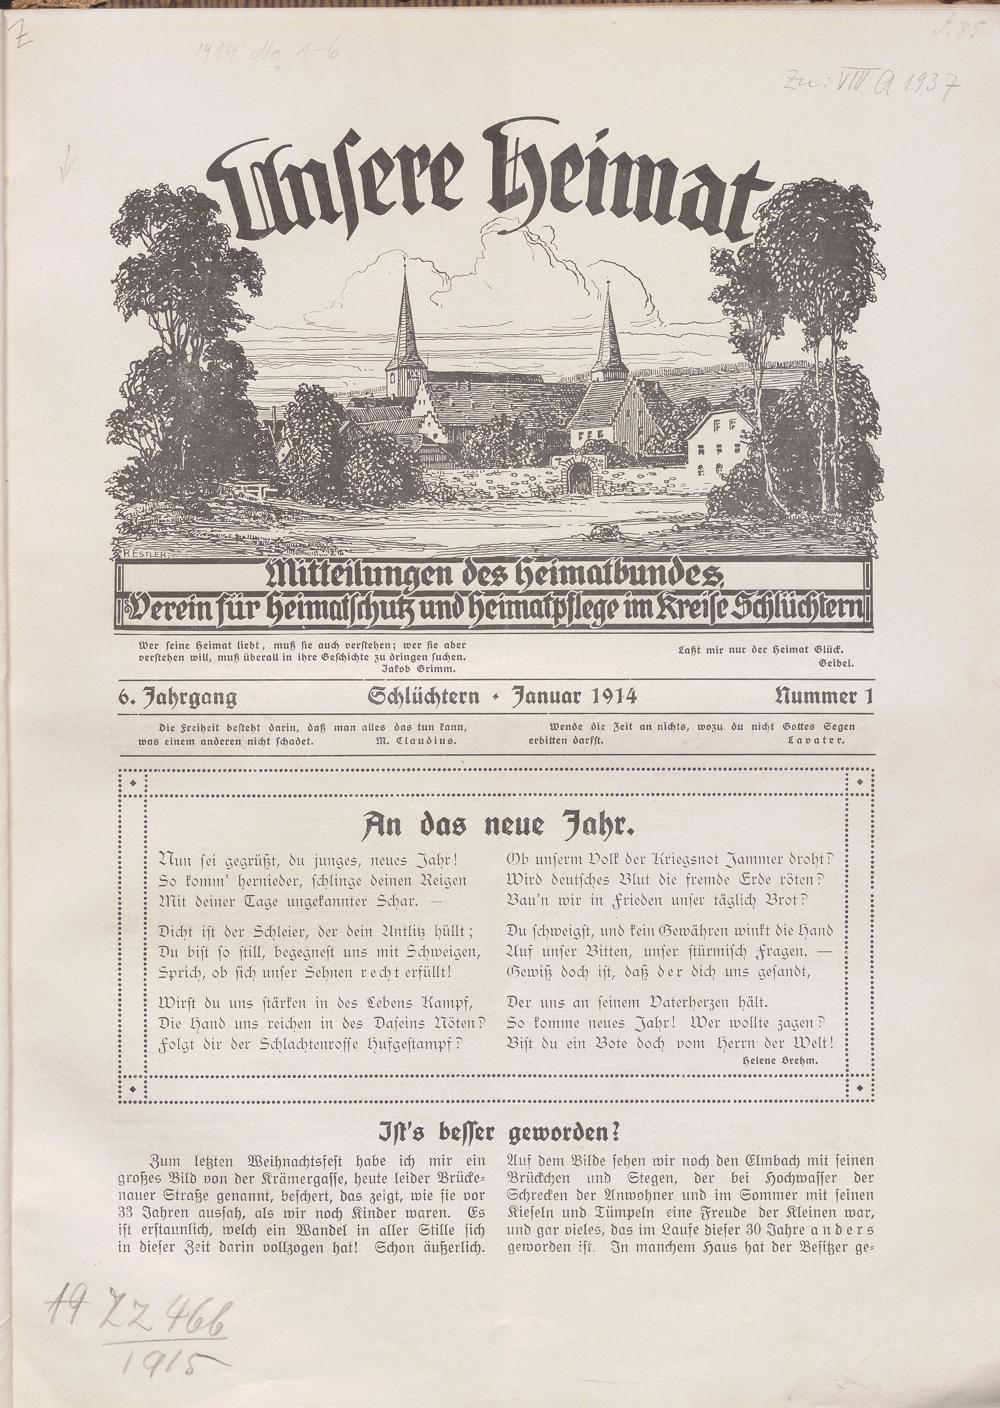 Z
1914 No 1-6
S. 85
Zu: VIII A 1937
Unsere Heimat
R. ESTLER.
Mitteilungen des Heimatbundes,
Verein für Heimatschutz und Heimatpflege im Kreise Schlüchtern
Wer seine Heimat liebt, muß sie auch verstehen; wer sie aber
verstehen will, muß überall in ihre Geschichte zu dringen suchen.
Jakob Grimm.
Laßt mir nur der Heimat Glück.
Geibel.
6. Jahrgang Schlüchtern · Januar 1914 Nummer 1
Die Freiheit besteht darin, daß man alles das tun kann,
was einem anderen nicht schadet. M. Claudius.
Wende die Zeit an nichts, wozu du nicht Gottes Segen
erbitten darfst. Lavater.
An das neue Jahr.
Nun sei gegrüßt, du junges, neues Jahr!
So komm' hernieder, schlinge deinen Reigen
Mit deiner Tage ungekannter Schar. —
Dicht ist der Schleier, der dein Antlitz hüllt;
Du bist so still, begegnest uns mit Schweigen,
Sprich, ob sich unser Sehnen recht erfüllt!
Wirst du uns stärken in des Lebens Kampf,
Die Hand uns reichen in des Daseins Nöten?
Folgt dir der Schlachtenrosse Hufgestampf?
Ob unserm Volk der Kriegsnot Jammer droht?
Wird deutsches Blut die fremde Erde röten?
Bau'n wir in Frieden unser täglich Brot?
Du schweigst, und kein Gewähren winkt die Hand
Auf unser Bitten, unser stürmisch Fragen. —
Gewiß doch ist, daß der dich uns gesandt,
Der uns an seinem Vaterherzen hält.
So komme neues Jahr! Wer wollte zagen?
Bist du ein Bote doch vom Herrn der Welt!
Helene Brehm.
Ist's besser geworden?
Zum letzten Weihnachtsfest habe ich mir ein
großes Bild von der Krämergasse, heute leider Brücke-
nauer Straße genannt, beschert, das zeigt, wie sie vor
33 Jahren aussah, als wir noch Kinder waren. Es
ist erstaunlich, welch ein Wandel in aller Stille sich
in dieser Zeit darin vollzogen hat! Schon äußerlich.
Auf dem Bilde sehen wir noch den Elmbach mit seinen
Brückchen und Stegen, der bei Hochwasser der
Schrecken der Anwohner und im Sommer mit seinen
Kieseln und Tümpeln eine Freude der Kleinen war,
und gar vieles, das im Laufe dieser 30 Jahre anders
geworden ist. In manchem Haus hat der Besitzer ge-
19 ZZ 466
1915